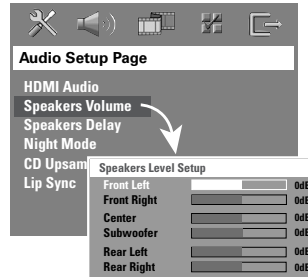 Audio Setup Page
HDMI Audio
Speakers Volume
Speakers Delay
Night Mode
CD Upsam
Lip Sync
Speakers Level Setup
Front Left 0dB
Front Right 0dB
Center 0dB
Subwoofer 0dB
Rear Left 0dB
Rear Right 0dB